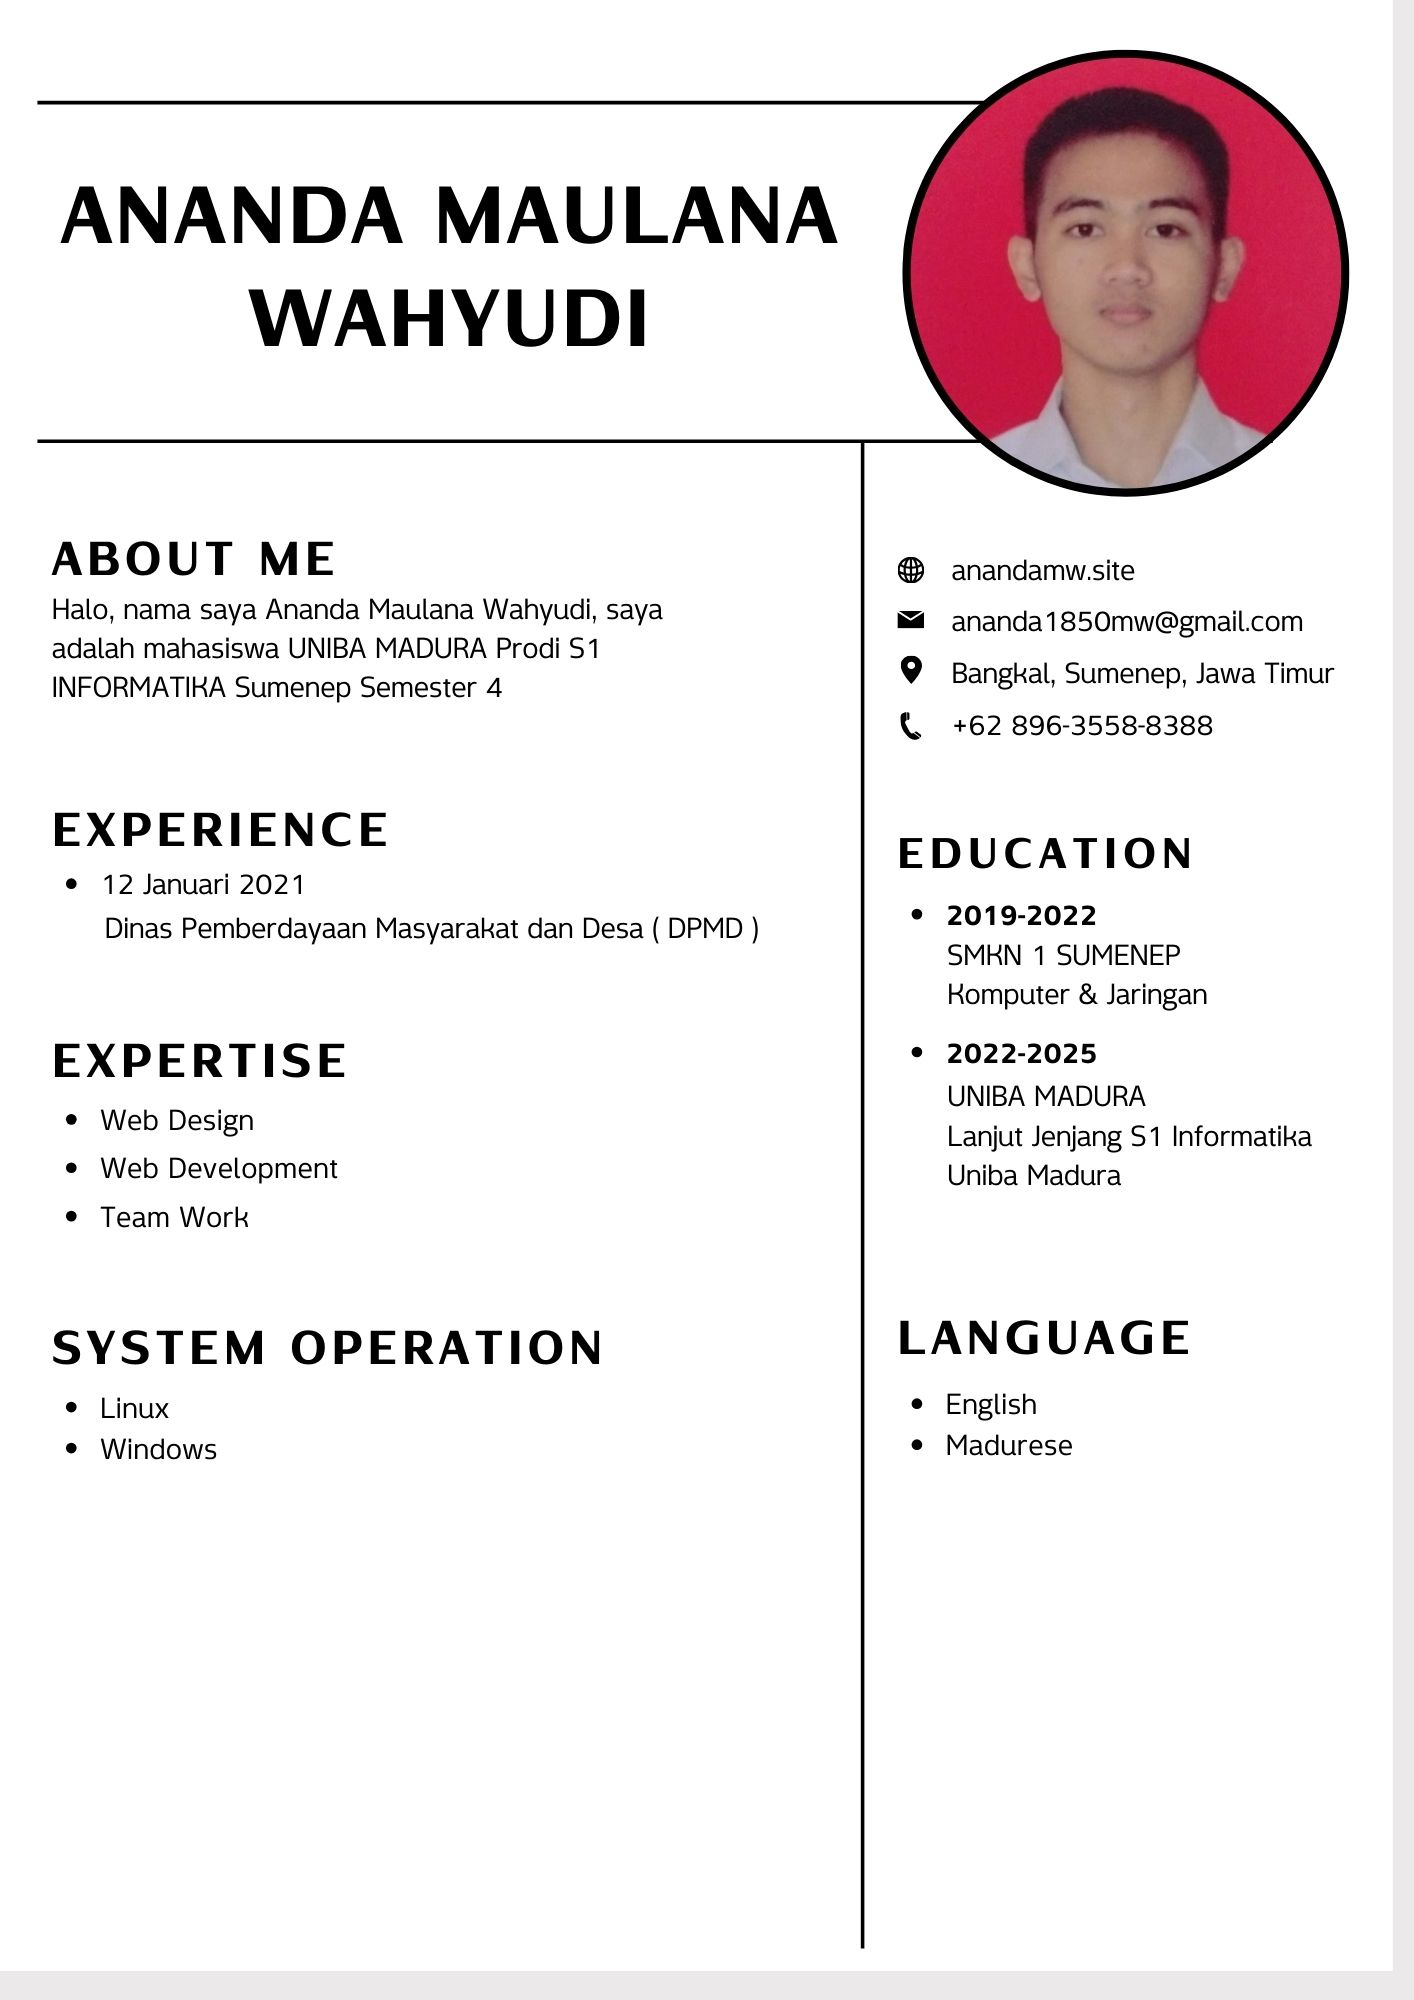 ANANDA MAULANA
WAHYUDI
ABOUT ME
Halo, nama saya Ananda Maulana Wahyudi, saya
adalah mahasiswa UNIBA MADURA Prodi S1
INFORMATIKA Sumenep Semester 4
EXPERIENCE
• 12 Januari 2021
Dinas Pemberdayaan Masyarakat dan Desa ( DPMD )
EXPERTISE
• Web Design
• Web Development
• Team Work
SYSTEM OPERATION
• Linux
• Windows
anandamw.site
ananda1850mw@gmail.com
Bangkal, Sumenep, Jawa Timur
+62 896-3558-8388
EDUCATION
• 2019-2022
SMKN 1 SUMENEP
Komputer & Jaringan
• 2022-2025
UNIBA MADURA
Lanjut Jenjang S1 Informatika
Uniba Madura
LANGUAGE
• English
• Madurese